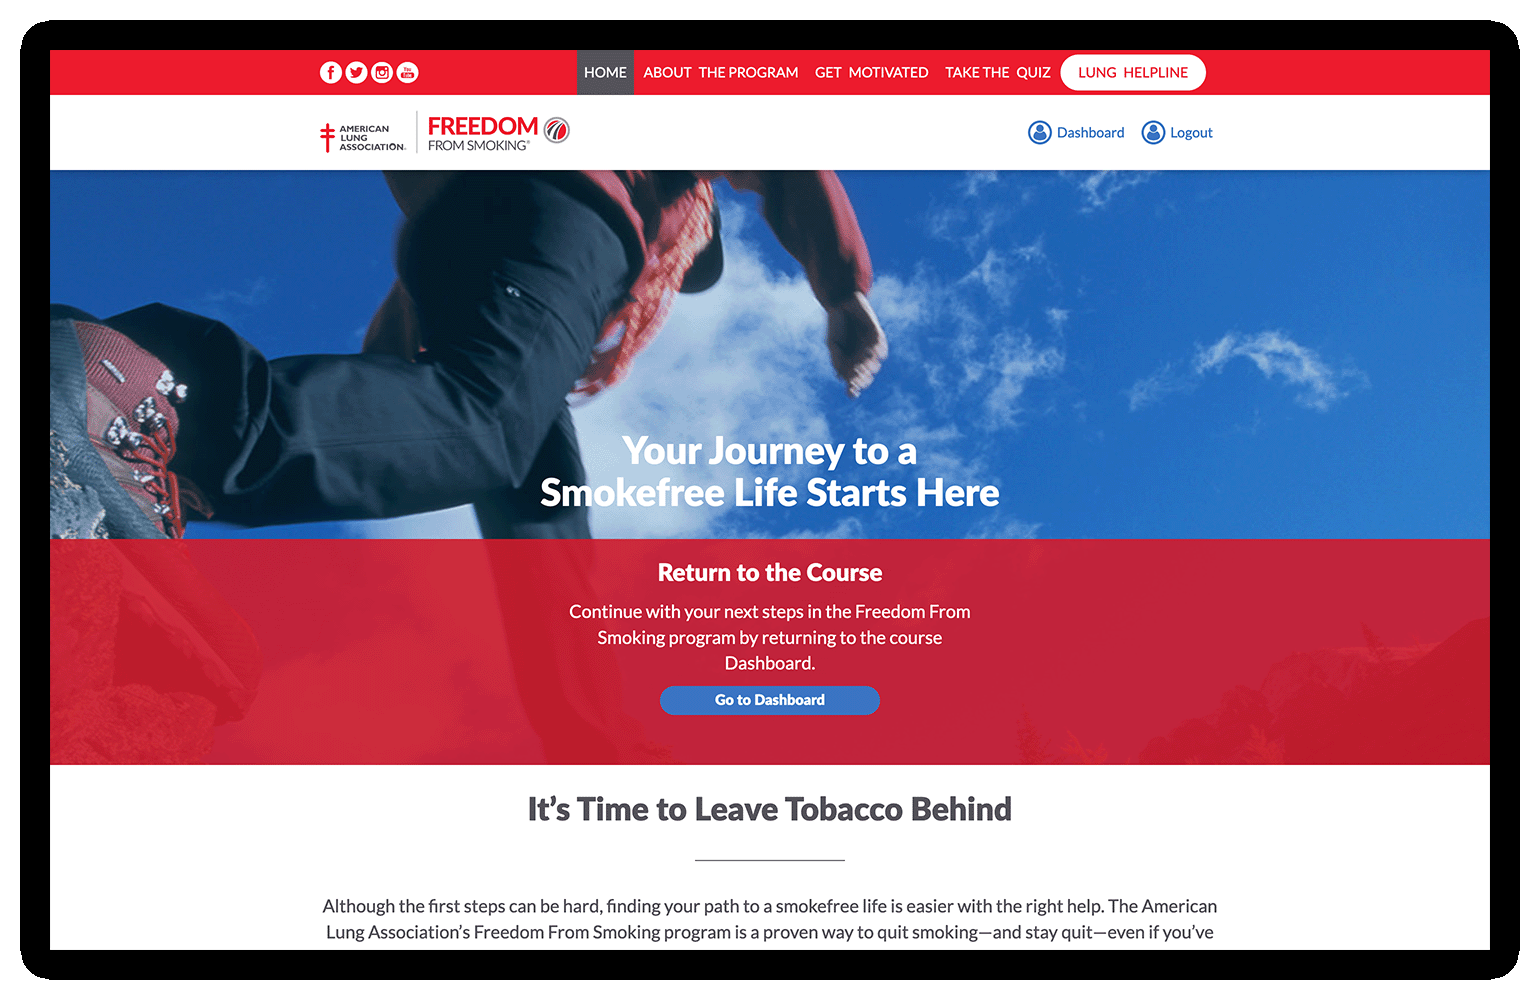 HOME ABOUT THE PROGRAM GET MOTIVATED TAKE THE QUIZ LUNG HELPLINE
AMERICAN
LUNG
ASSOCIATION.
FREEDOM
FROM SMOKING®
Dashboard Logout
Your Journey to a
Smokefree Life Starts Here
Return to the Course
Continue with your next steps in the Freedom From
Smoking program by returning to the course
Dashboard.
Go to Dashboard
It’s Time to Leave Tobacco Behind
Although the first steps can be hard, finding your path to a smokefree life is easier with the right help. The American
Lung Association’s Freedom From Smoking program is a proven way to quit smoking—and stay quit—even if you’ve